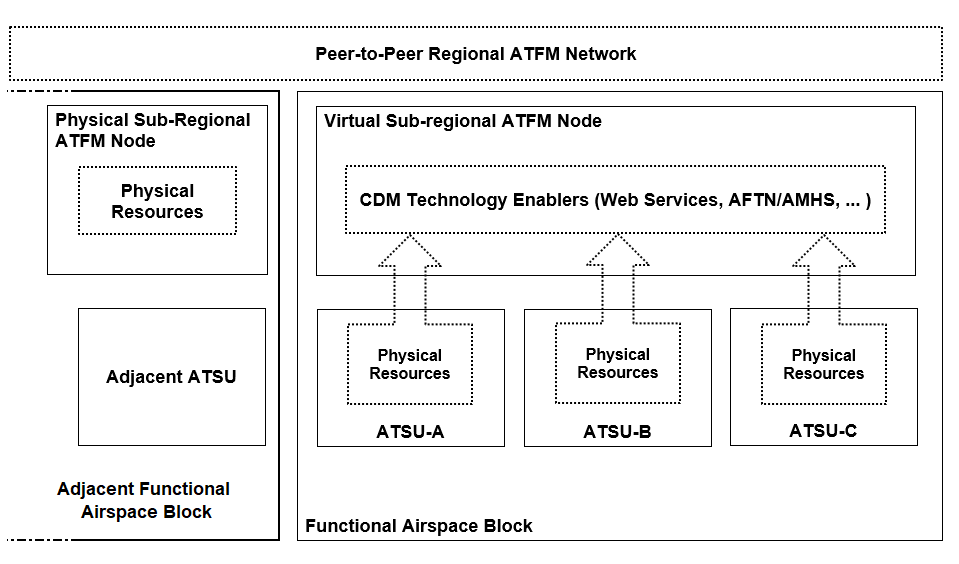 Peer-to-Peer Regional ATFM Network
Physical Sub-Regional
ATFM Node
Physical
Resources
Adjacent ATSU
Adjacent Functional
Airspace Block
Virtual Sub-regional ATFM Node
CDM Technology Enablers (Web Services, AFTN/AMHS, ... )
Physical
Resources
ATSU-A
Physical
Resources
ATSU-B
Physical
Resources
ATSU-C
Functional Airspace Block